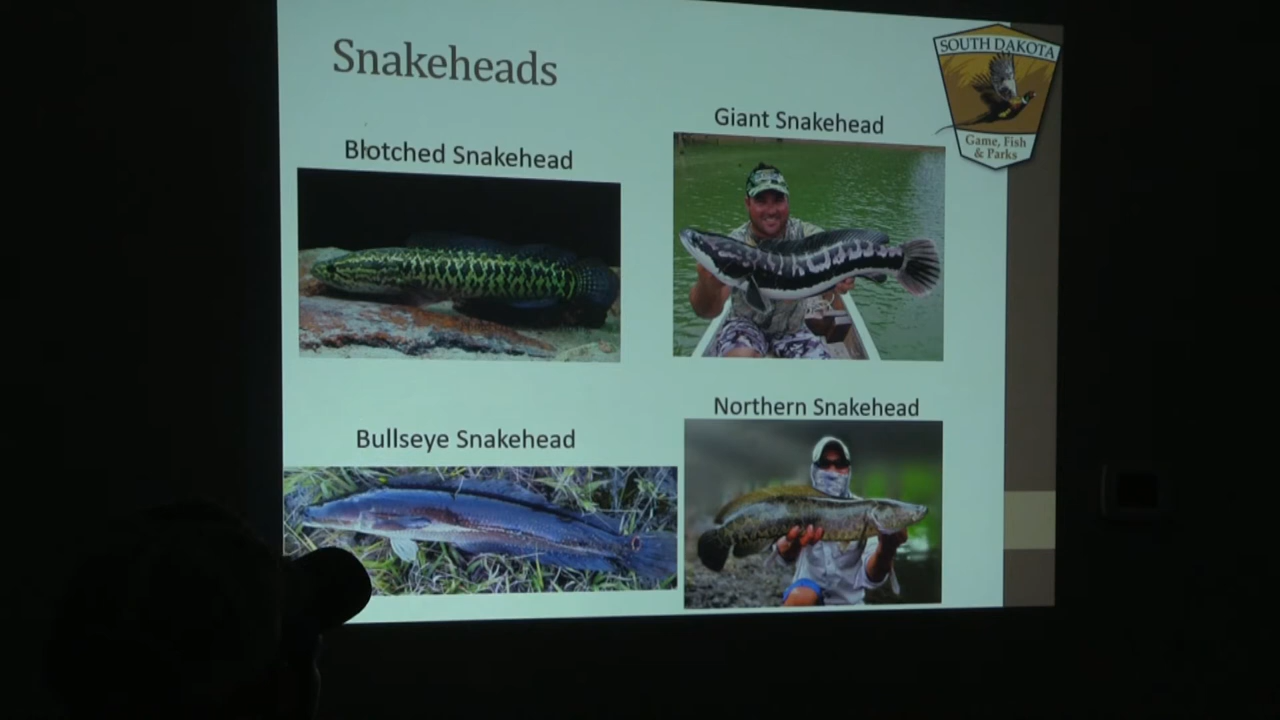 Snakeheads
SOUTH DAKOTA
Game, Fish
& Parks
Blotched Snakehead
Giant Snakehead
Bullseye Snakehead
Northern Snakehead